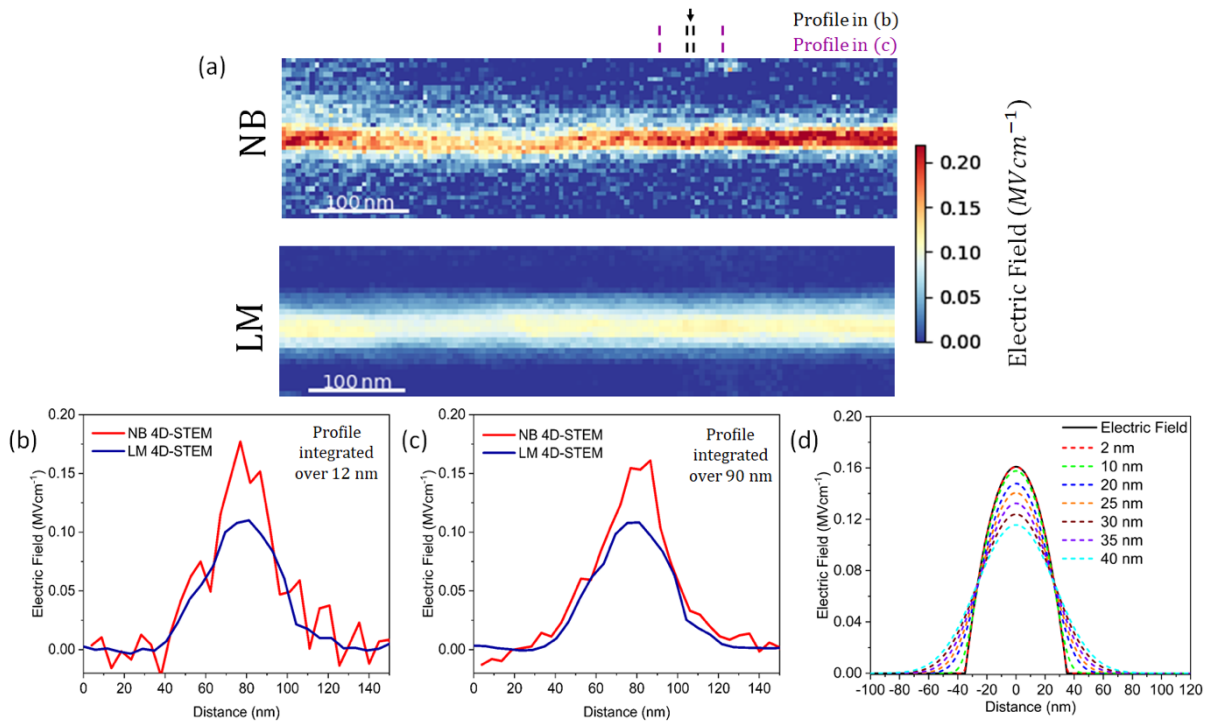 Profile in (b)
Profile in (c)
(a)
NB
100 nm
LM
100 nm
0.20
0.15
0.10
0.05
0.00
Electric Field (MVcm⁻¹)
(b)
NB 4D-STEM
LM 4D-STEM
Profile
integrated
over 12 nm
0.20
0.15
0.10
0.05
0.00
Electric Field (MVcm⁻¹)
0 20 40 60 80 100 120 140
Distance (nm)
(c)
NB 4D-STEM
LM 4D-STEM
Profile
integrated
over 90 nm
0.20
0.15
0.10
0.05
0.00
Electric Field (MVcm⁻¹)
0 20 40 60 80 100 120 140
Distance (nm)
(d)
Electric Field
2 nm
10 nm
20 nm
25 nm
30 nm
35 nm
40 nm
0.20
0.16
0.12
0.08
0.04
0.00
Electric Field (MVcm⁻¹)
-100 -80 -60 -40 -20 0 20 40 60 80 100 120
Distance (nm)